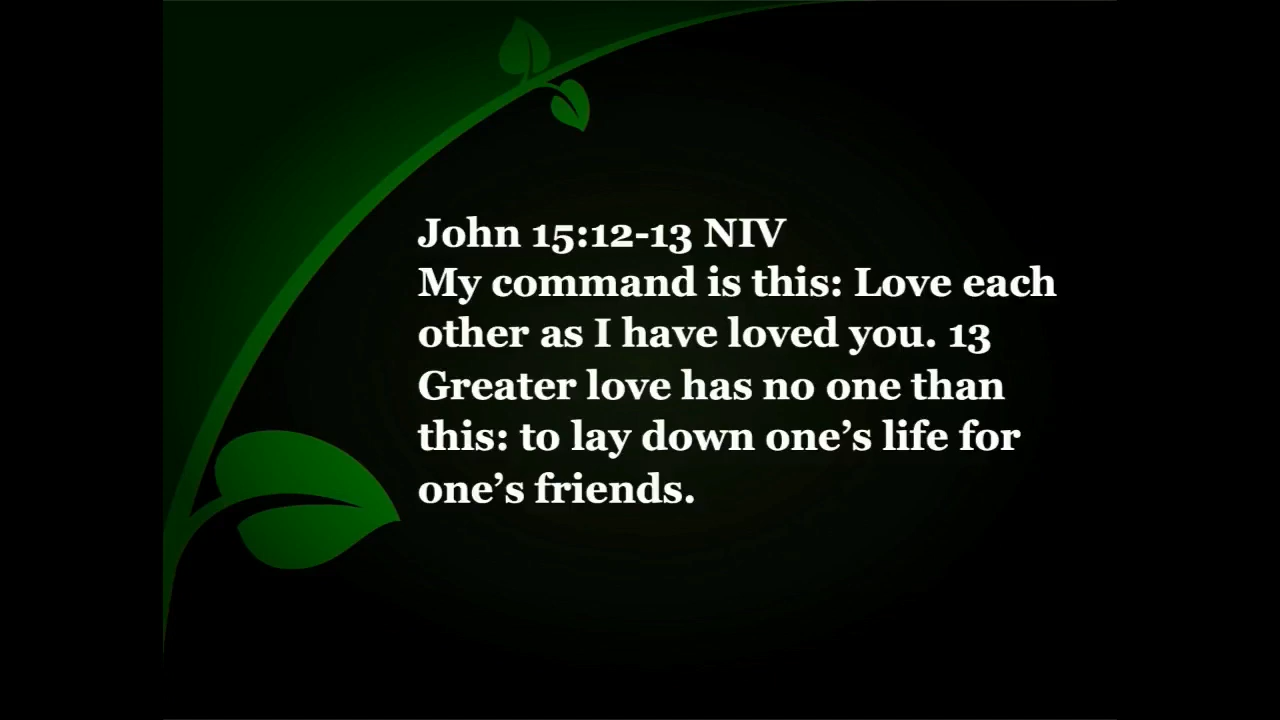 John 15:12-13 NIV
My command is this: Love each
other as I have loved you. 13
Greater love has no one than
this: to lay down one’s life for
one’s friends.